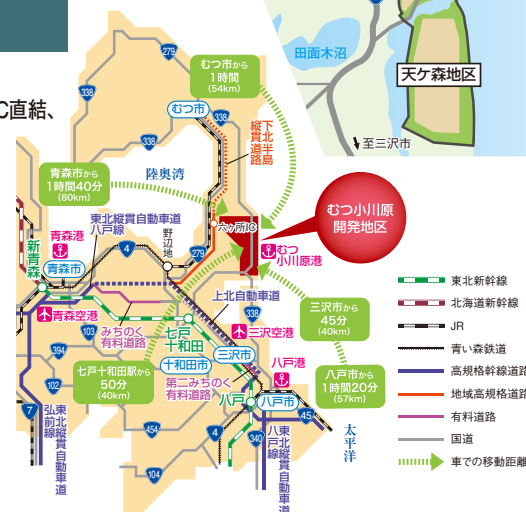 C直結、
田面木沼
天ケ森地区
至三沢市
279
338
むつ市から
1時間
(54km)
338
むつ市
338
下北半島
縦貫道路
青森市から
1時間40分
(80km)
陸奥湾
むつ小川原
開発地区
東北縦貫自動車道
八戸線
六ヶ所IC
青森港
新青森
4
野辺地
279
むつ
小川原港
青森市
上北自動車道
青森空港
みちのく
有料道路
103
七戸
十和田
三沢空港
338
三沢市から
45分
(40km)
394
三沢市
八戸港
七戸十和田駅から
50分
(40km)
十和田市
第二みちのく
有料道路
八戸市から
1時間20分
(57km)
102
八戸
八戸市
7
東北縦貫自動車道
弘前線
454
4
340
45
東北縦貫自動車道
八戸線
太平洋
104
東北新幹線
北海道新幹線
JR
青い森鉄道
高規格幹線道路
地域高規格道路
有料道路
国道
車での移動距離